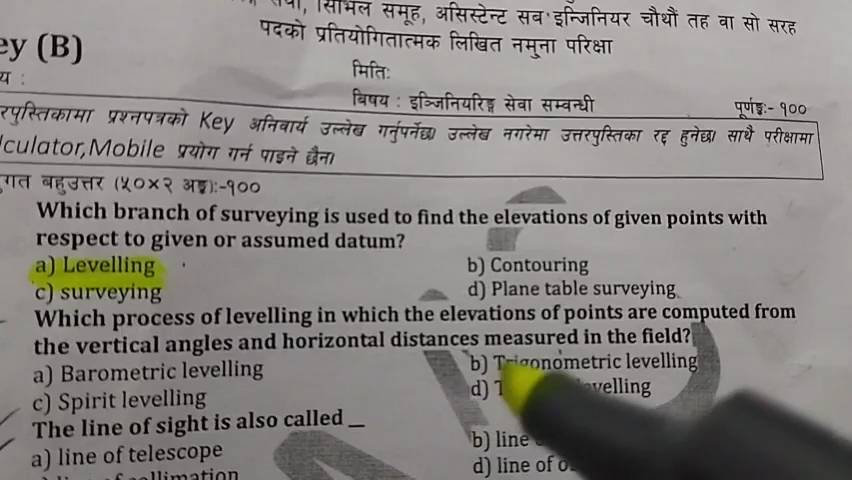 सिभिल समूह, असिस्टेन्ट सब इन्जिनियर चौथौं तह वा सो सरह
पदको प्रतियोगितात्मक लिखित नमुना परिक्षा
ey (B)
मितिः
य :
बिषय : इञ्जिनियरिङ्ग सेवा सम्वन्धी
पूर्णाङ्कः- १००
रपुस्तिकामा प्रश्नपत्रको Key अनिवार्य उल्लेख गर्नुपर्नेछ। उल्लेख नगरेमा उत्तरपुस्तिका रद्द हुनेछ। साथै परीक्षामा
lculator,Mobile प्रयोग गर्न पाइने छैन।
गत बहुउत्तर (५०×२ अङ्क):-१००
Which branch of surveying is used to find the elevations of given points with
respect to given or assumed datum?
a) Levelling
b) Contouring
c) surveying
d) Plane table surveying
Which process of levelling in which the elevations of points are computed from
the vertical angles and horizontal distances measured in the field?
a) Barometric levelling
b) Trigonometric levelling
c) Spirit levelling
d) velling
The line of sight is also called _
a) line of telescope
b) line
d) line of